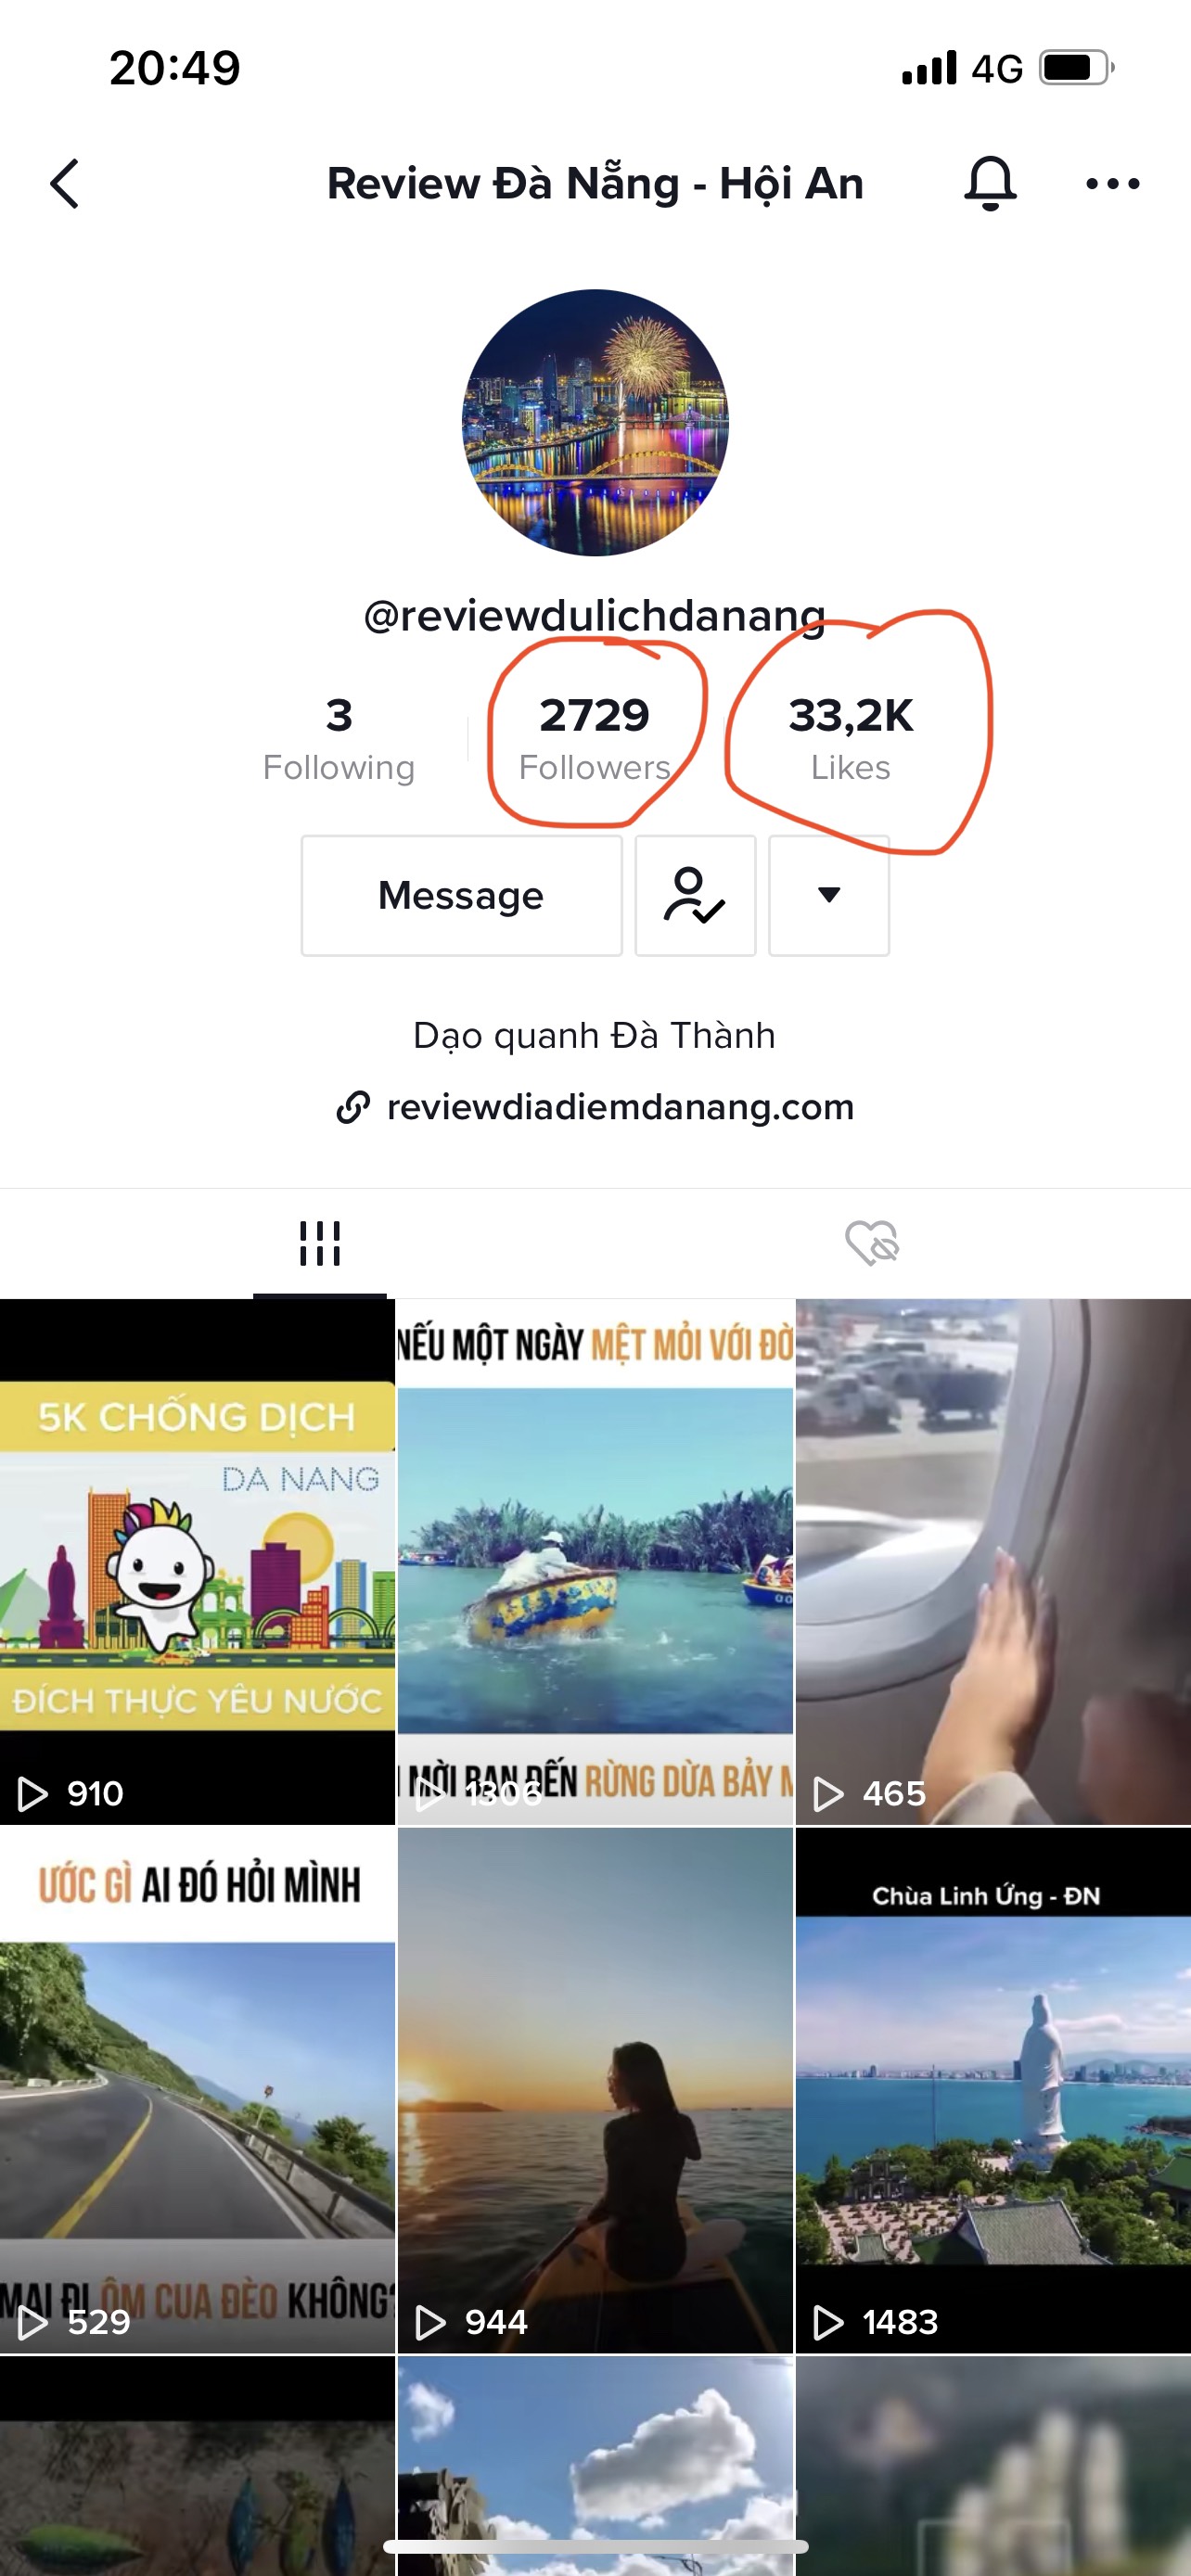 20:49
4G
Review Đà Nẵng - Hội An
@reviewdulichdanang
3 2729 33,2K
Following Followers Likes
Message
Dạo quanh Đà Thành
reviewdiadiemdanang.com
5K CHỐNG DỊCH
DA NANG
ĐÍCH THỰC YÊU NƯỚC
910
NẾU MỘT NGÀY MỆT MỎI VỚI ĐỜ
MỜI BẠN ĐẾN RỪNG DỪA BẢY M
1306
465
ƯỚC GÌ AI ĐÓ HỎI MÌNH
MAI ĐI ÔM CUA ĐÈO KHÔNG?
529
944
Chùa Linh Ứng - ĐN
1483